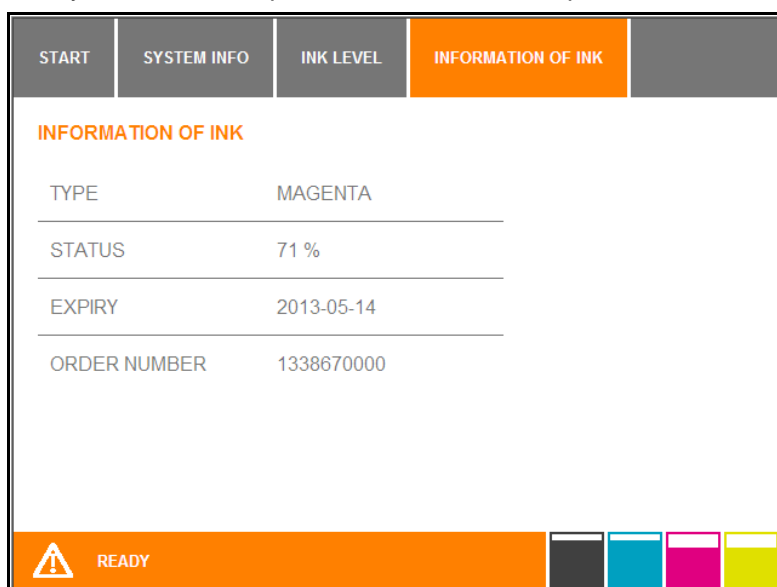 START SYSTEM INFO INK LEVEL INFORMATION OF INK
INFORMATION OF INK
TYPE MAGENTA
STATUS 71 %
EXPIRY 2013-05-14
ORDER NUMBER 1338670000
READY